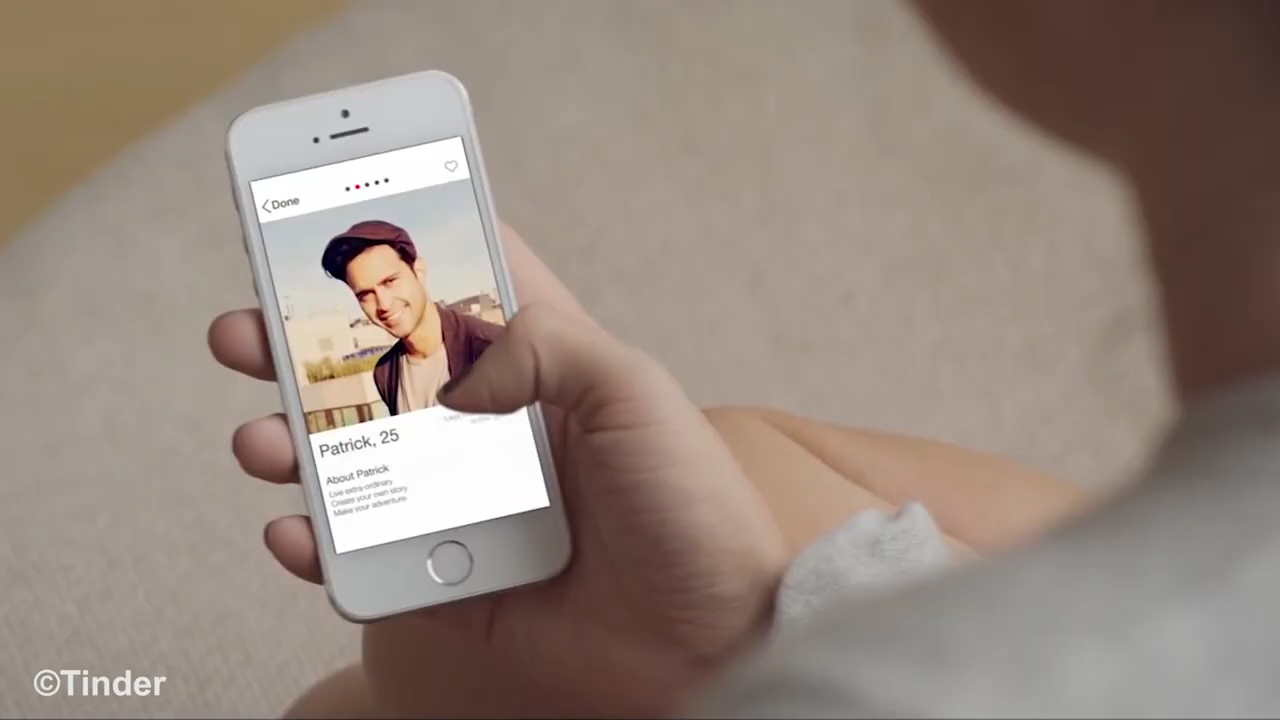 Done
Patrick, 25
About Patrick
Live extra-ordinary.
Create your own story.
Make your adventure
©Tinder